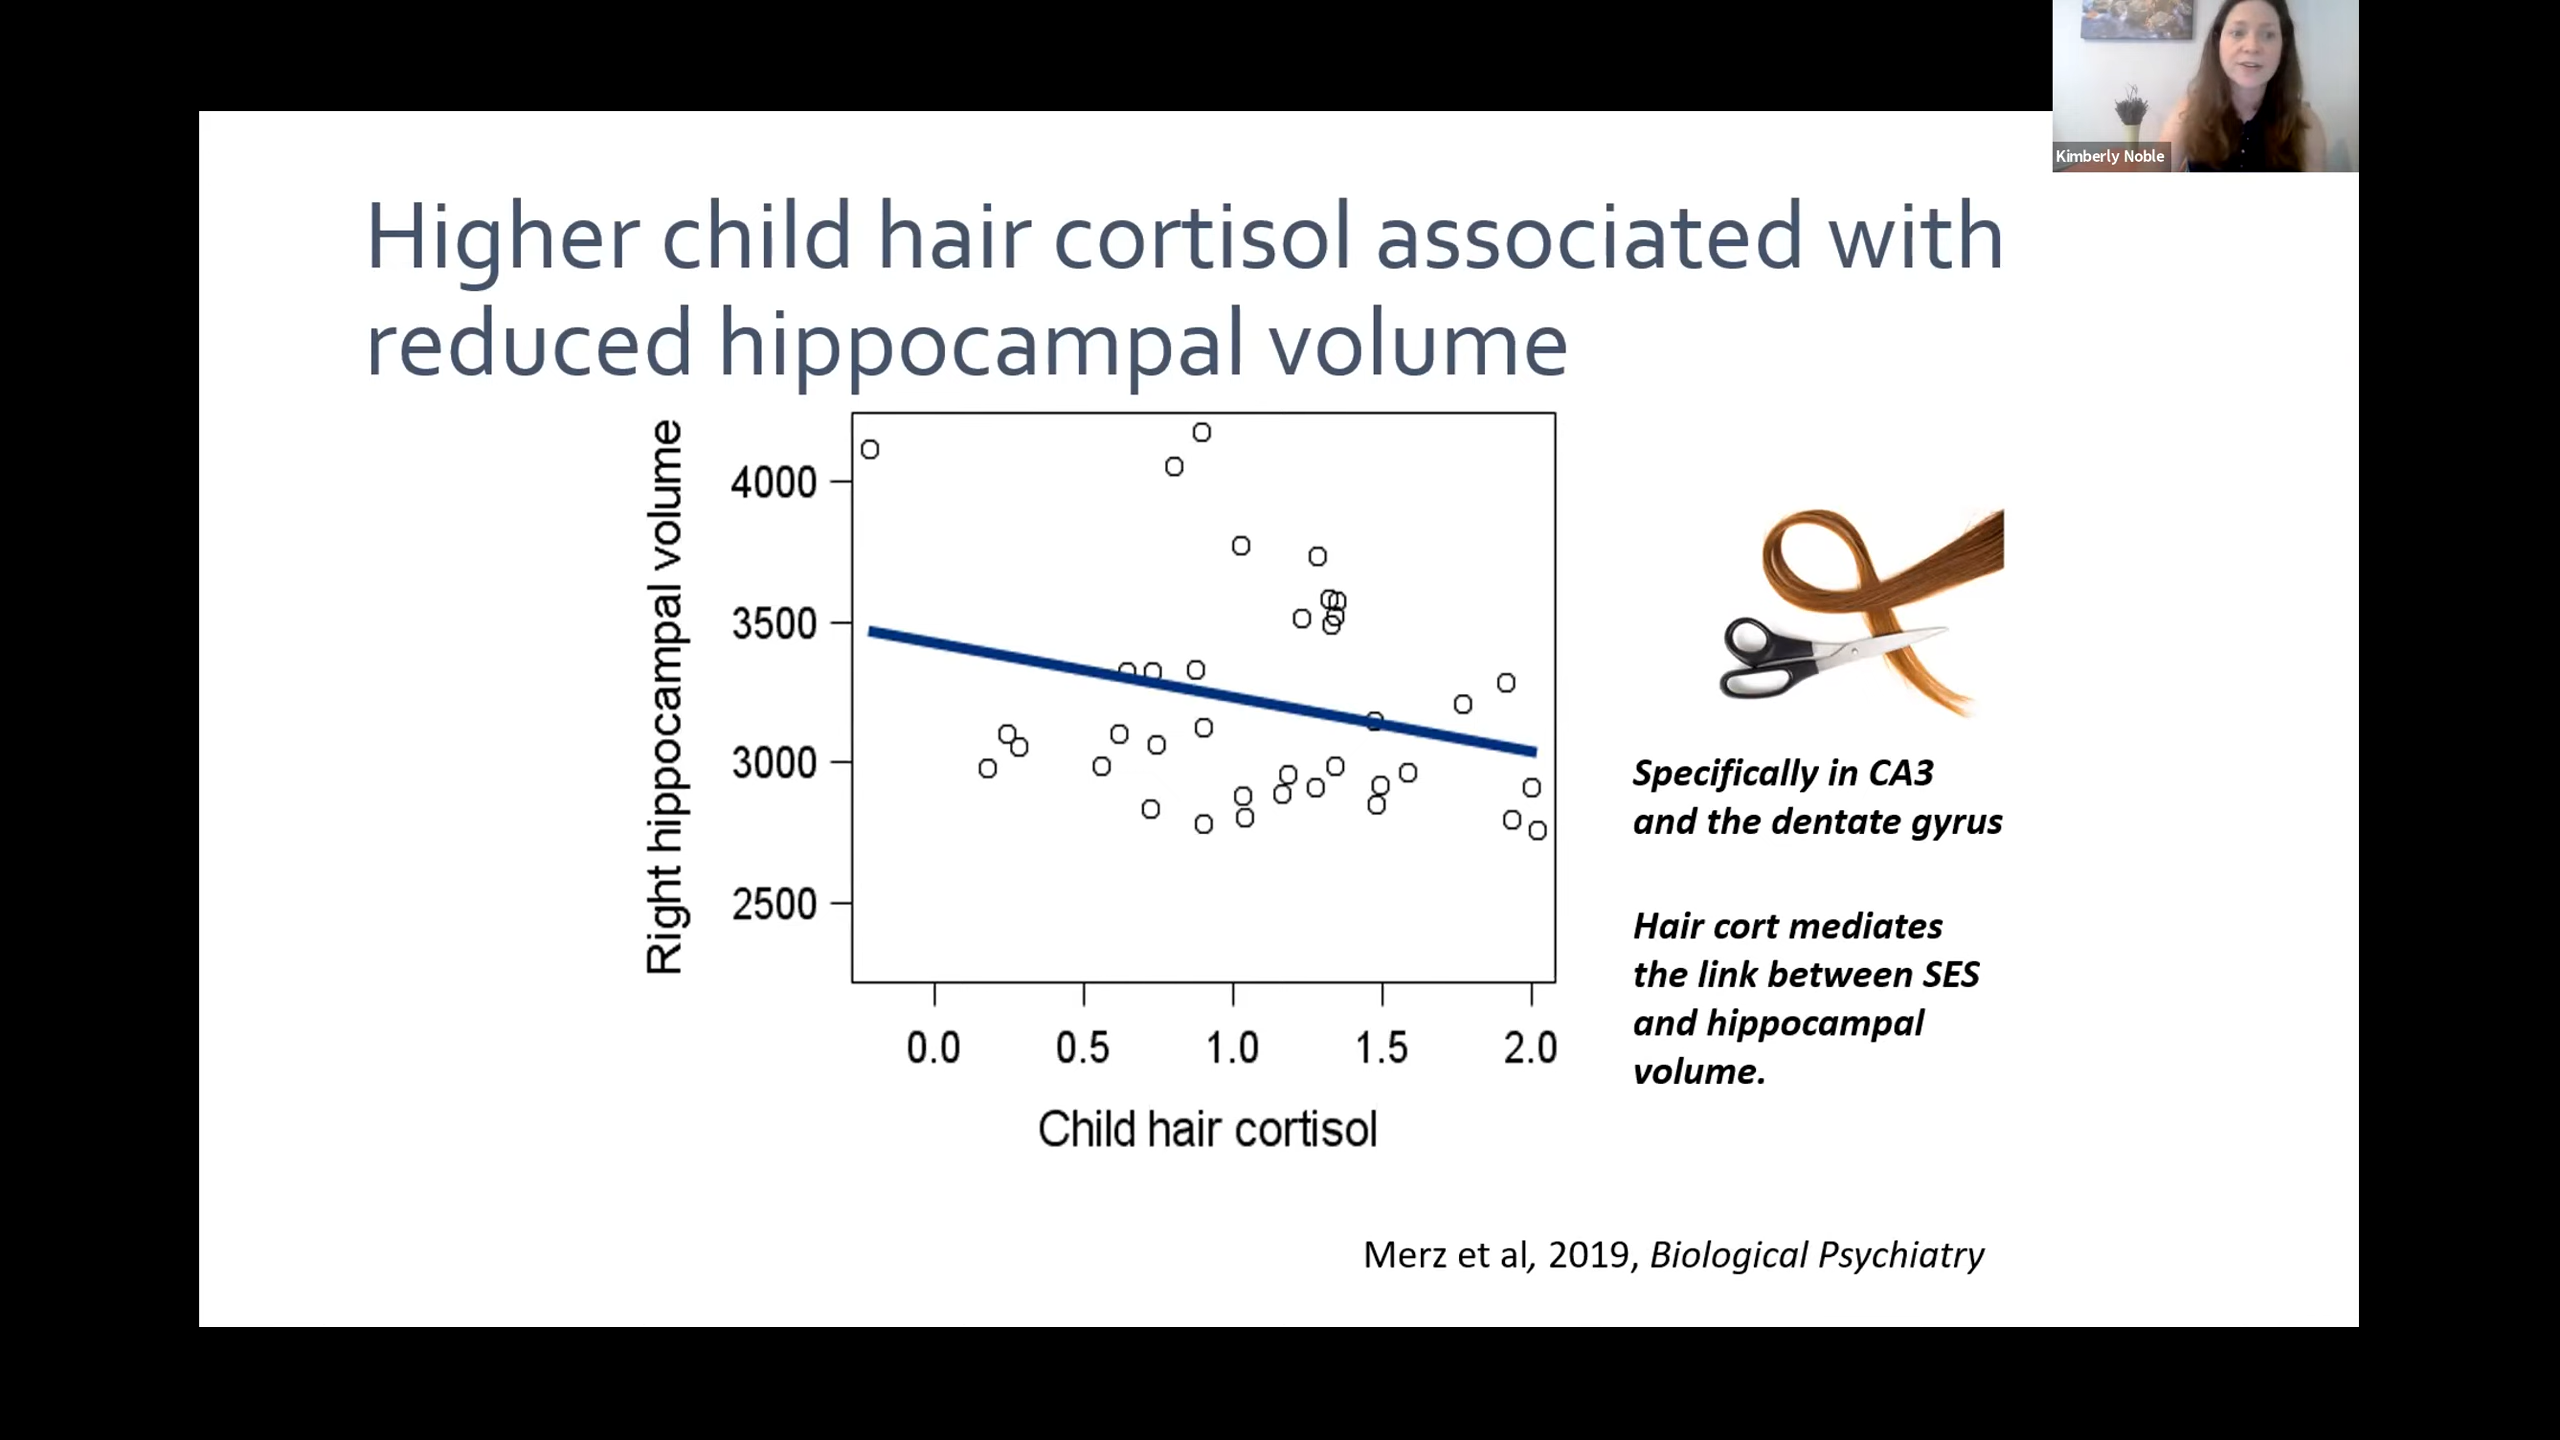 Kimberly Noble
Higher child hair cortisol associated with
reduced hippocampal volume
Right hippocampal volume
4000
3500
3000
2500
0.0 0.5 1.0 1.5 2.0
Child hair cortisol
Specifically in CA3
and the dentate gyrus
Hair cort mediates
the link between SES
and hippocampal
volume.
Merz et al, 2019, Biological Psychiatry